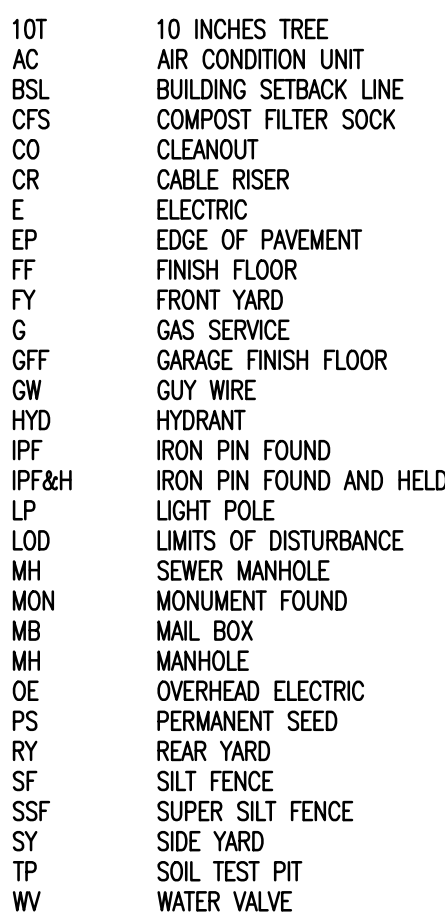 10T 10 INCHES TREE
AC AIR CONDITION UNIT
BSL BUILDING SETBACK LINE
CFS COMPOST FILTER SOCK
CO CLEANOUT
CR CABLE RISER
E ELECTRIC
EP EDGE OF PAVEMENT
FF FINISH FLOOR
FY FRONT YARD
G GAS SERVICE
GFF GARAGE FINISH FLOOR
GW GUY WIRE
HYD HYDRANT
IPF IRON PIN FOUND
IPF&H IRON PIN FOUND AND HELD
LP LIGHT POLE
LOD LIMITS OF DISTURBANCE
MH SEWER MANHOLE
MON MONUMENT FOUND
MB MAIL BOX
MH MANHOLE
OE OVERHEAD ELECTRIC
PS PERMANENT SEED
RY REAR YARD
SF SILT FENCE
SSF SUPER SILT FENCE
SY SIDE YARD
TP SOIL TEST PIT
WV WATER VALVE